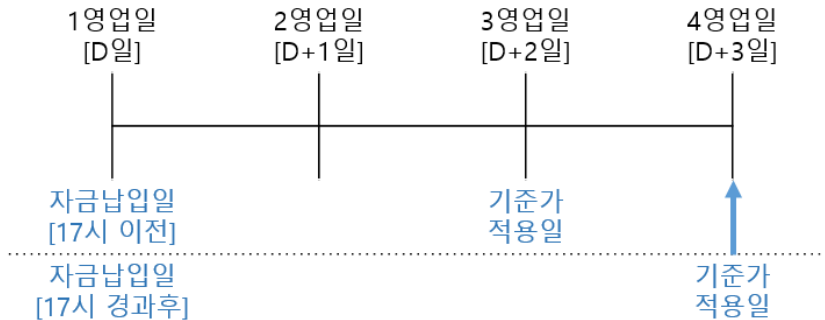 1영업일 2영업일 3영업일 4영업일
[D일] [D+1일] [D+2일] [D+3일]
자금납입일 기준가
[17시 이전] 적용일
자금납입일 기준가
[17시 경과후] 적용일